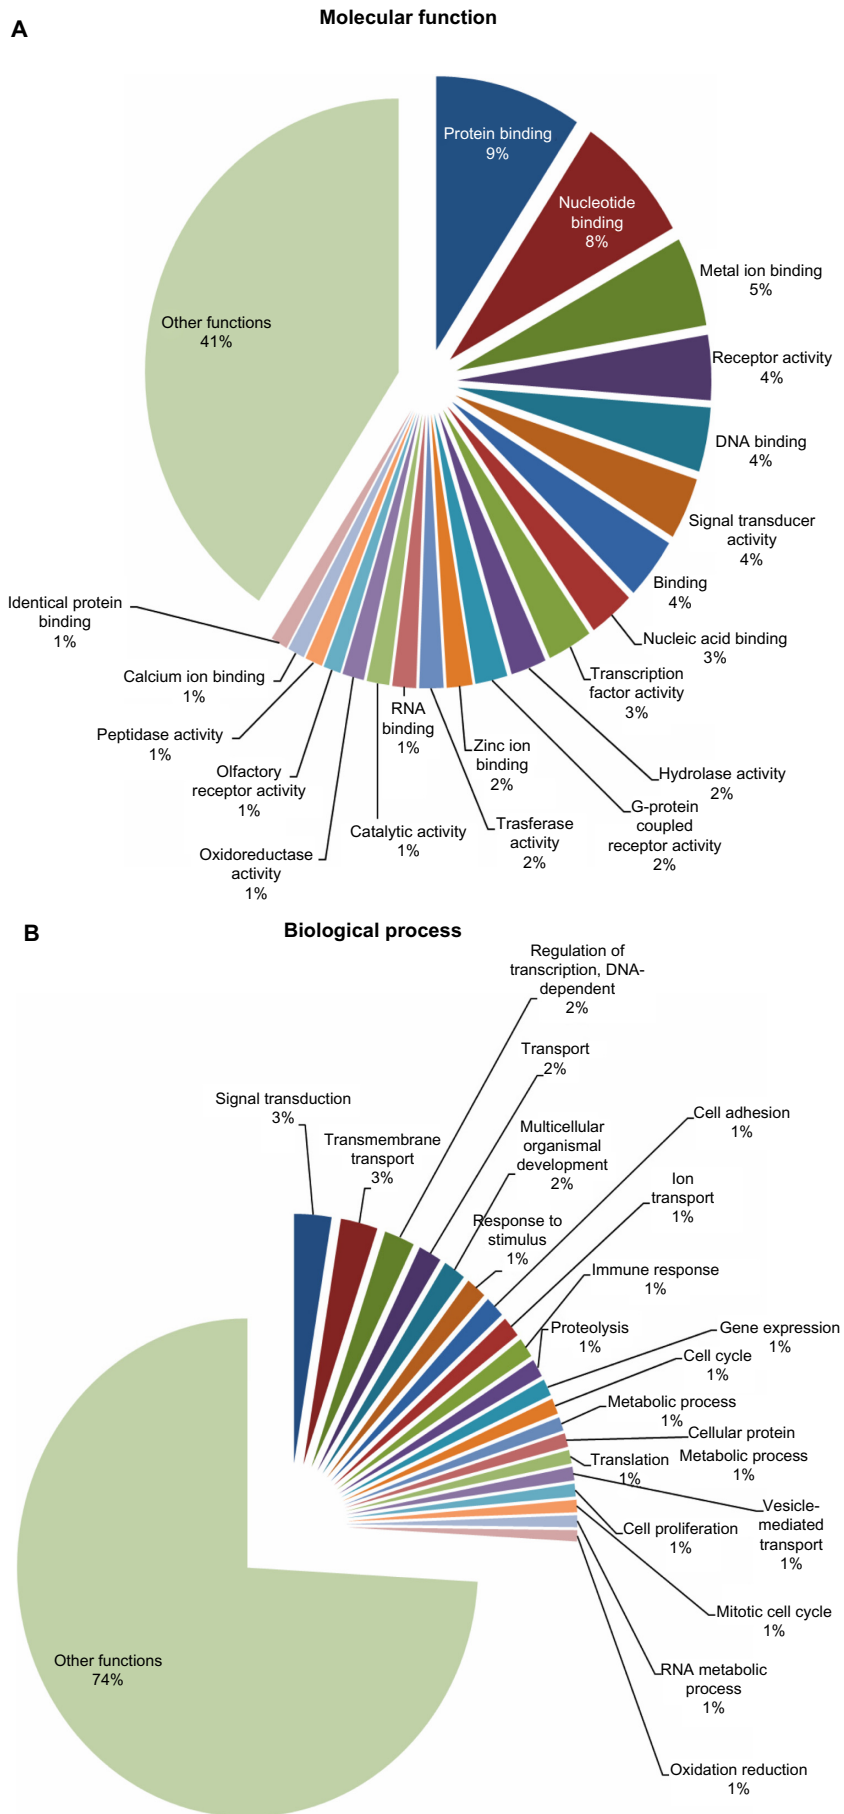 A
Molecular function
Protein binding
9%
Nucleotide
binding
8%
Metal ion binding
5%
Receptor activity
4%
DNA binding
4%
Signal transducer
activity
4%
Binding
4%
Nucleic acid binding
3%
Transcription
factor activity
3%
Hydrolase activity
2%
G-protein
coupled
receptor activity
2%
Zinc ion
binding
2%
Trasferase
activity
2%
RNA
binding
1%
Catalytic activity
1%
Oxidoreductase
activity
1%
Olfactory
receptor activity
1%
Peptidase activity
1%
Calcium ion binding
1%
Identical protein
binding
1%
Other functions
41%
B
Biological process
Signal transduction
3%
Transmembrane
transport
3%
Regulation of
transcription, DNA-
dependent
2%
Transport
2%
Multicellular
organismal
development
2%
Response to
stimulus
1%
Cell adhesion
1%
Ion
transport
1%
Immune response
1%
Proteolysis
1%
Gene expression
1%
Cell cycle
1%
Metabolic process
1%
Cellular protein
Metabolic process
1%
Translation
1%
Vesicle-
mediated
transport
1%
Cell proliferation
1%
Mitotic cell cycle
1%
RNA metabolic
process
1%
Oxidation reduction
1%
Other functions
74%